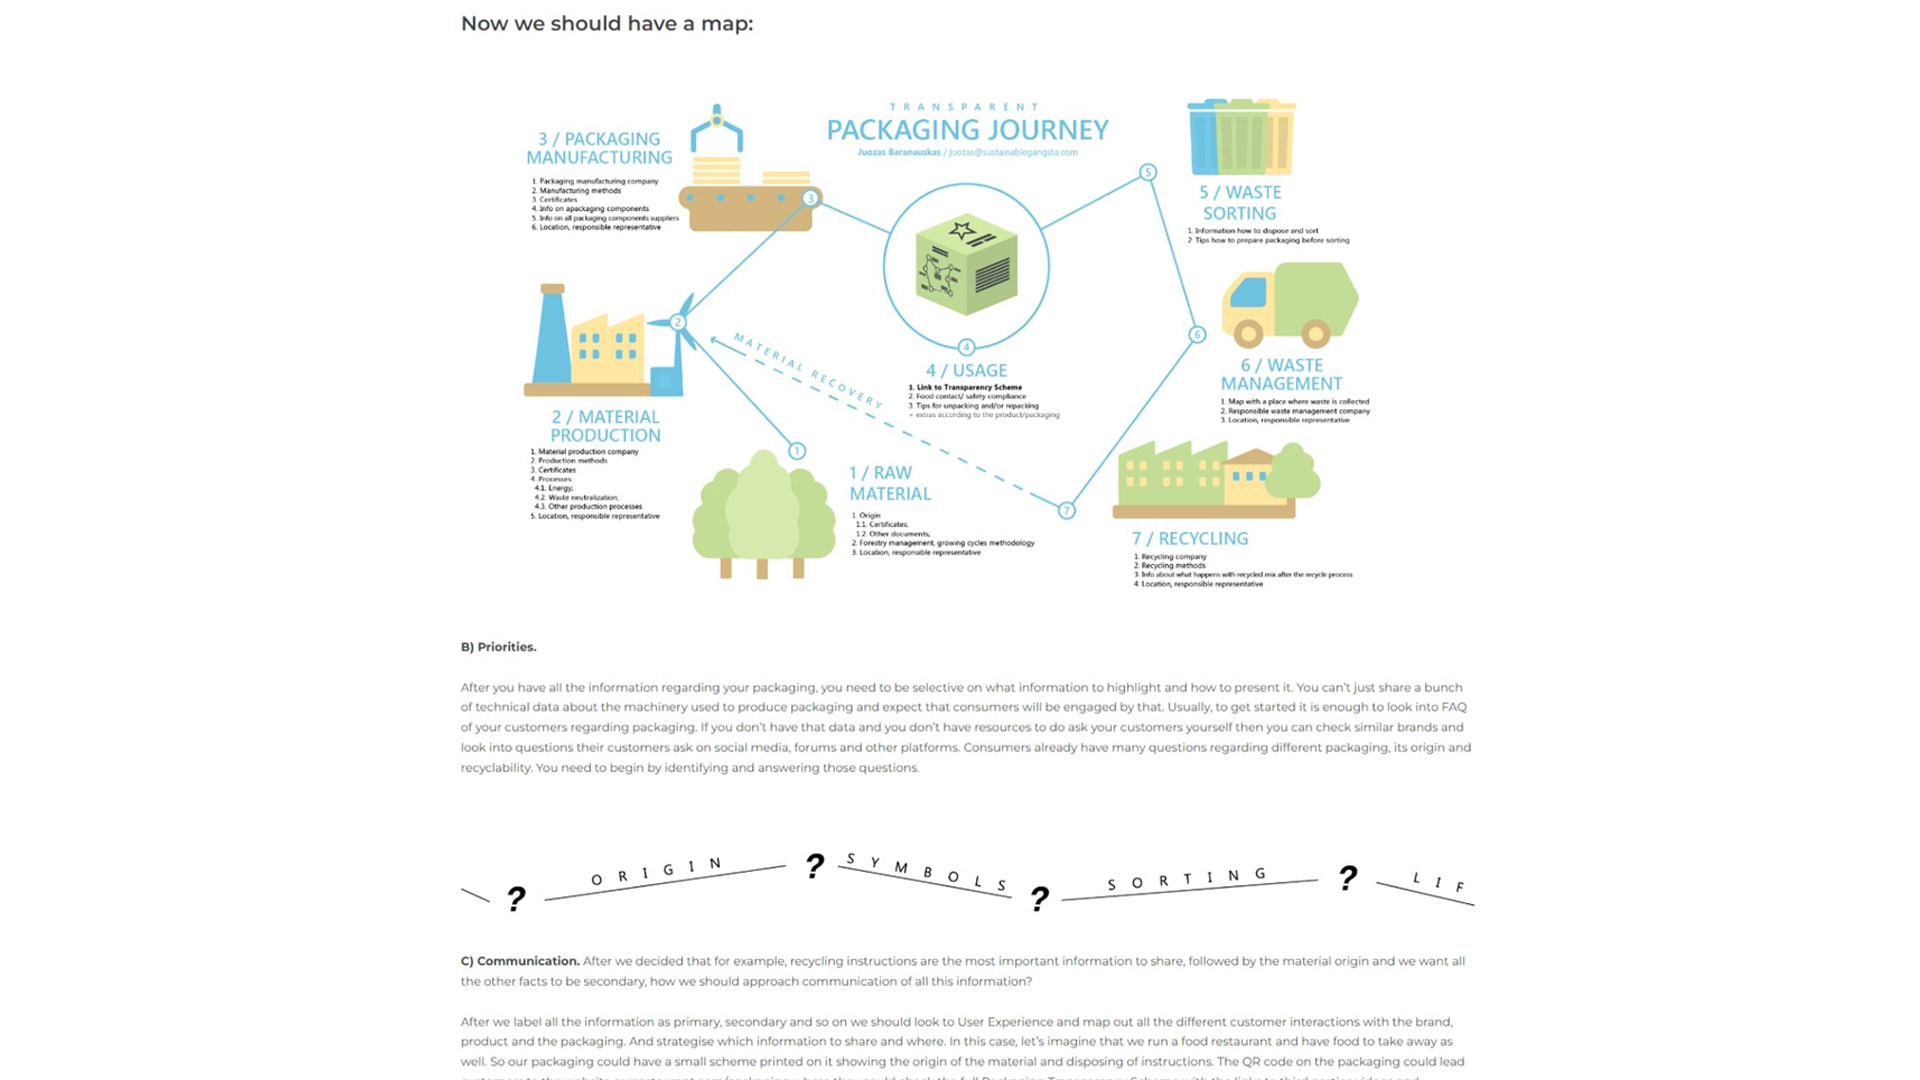 Now we should have a map:
TRANSPARENT
PACKAGING JOURNEY
Juozas Baranauskas / juozas@sustainablegangsta.com
3 / PACKAGING
MANUFACTURING
1. Packaging manufacturing company
2. Manufacturing methods
3. Certificates
4. Info on apackaging components
5. Info on all packaging components suppliers
6. Location, responsible representative
3
5
5 / WASTE
SORTING
1. Information how to dispose and sort
2. Tips how to prepare packaging before sorting
2
MATERIAL RECOVERY
4
4 / USAGE
1. Link to Transparency Scheme
2. Food contact/ safety compliance
3. Tips for unpacking and/or repacking
+ extras according to the product/packaging
6
6 / WASTE
MANAGEMENT
1. Map with a place where waste is collected
2. Responsible waste management company
3. Location, responsible representative
2 / MATERIAL
PRODUCTION
1. Material production company
2. Production methods
3. Certificates
4. Processes:
4.1. Energy;
4.2. Waste neutralization;
4.3. Other production processes
5. Location, responsible representative
1
1 / RAW
MATERIAL
1. Origin
1.1. Certificates;
1.2. Other documents;
2. Forestry management, growing cycles methodology
3. Location, responsible representative
7
7 / RECYCLING
1. Recycling company
2. Recycling methods
3. Info about what happens with recycled mix after the recycle process
4. Location, responsible representative
B) Priorities.
After you have all the information regarding your packaging, you need to be selective on what information to highlight and how to present it. You can't just share a bunch
of technical data about the machinery used to produce packaging and expect that consumers will be engaged by that. Usually, to get started it is enough to look into FAQ
of your customers regarding packaging. If you don't have that data and you don't have resources to do ask your customers yourself then you can check similar brands and
look into questions their customers ask on social media, forums and other platforms. Consumers already have many questions regarding different packaging, its origin and
recyclability. You need to begin by identifying and answering those questions.
? ORIGIN ? SYMBOLS ? SORTING ? LIF
C) Communication. After we decided that for example, recycling instructions are the most important information to share, followed by the material origin and we want all
the other facts to be secondary, how we should approach communication of all this information?
After we label all the information as primary, secondary and so on we should look to User Experience and map out all the different customer interactions with the brand,
product and the packaging. And strategise which information to share and where. In this case, let's imagine that we run a food restaurant and have food to take away as
well. So our packaging could have a small scheme printed on it showing the origin of the material and disposing of instructions. The QR code on the packaging could lead